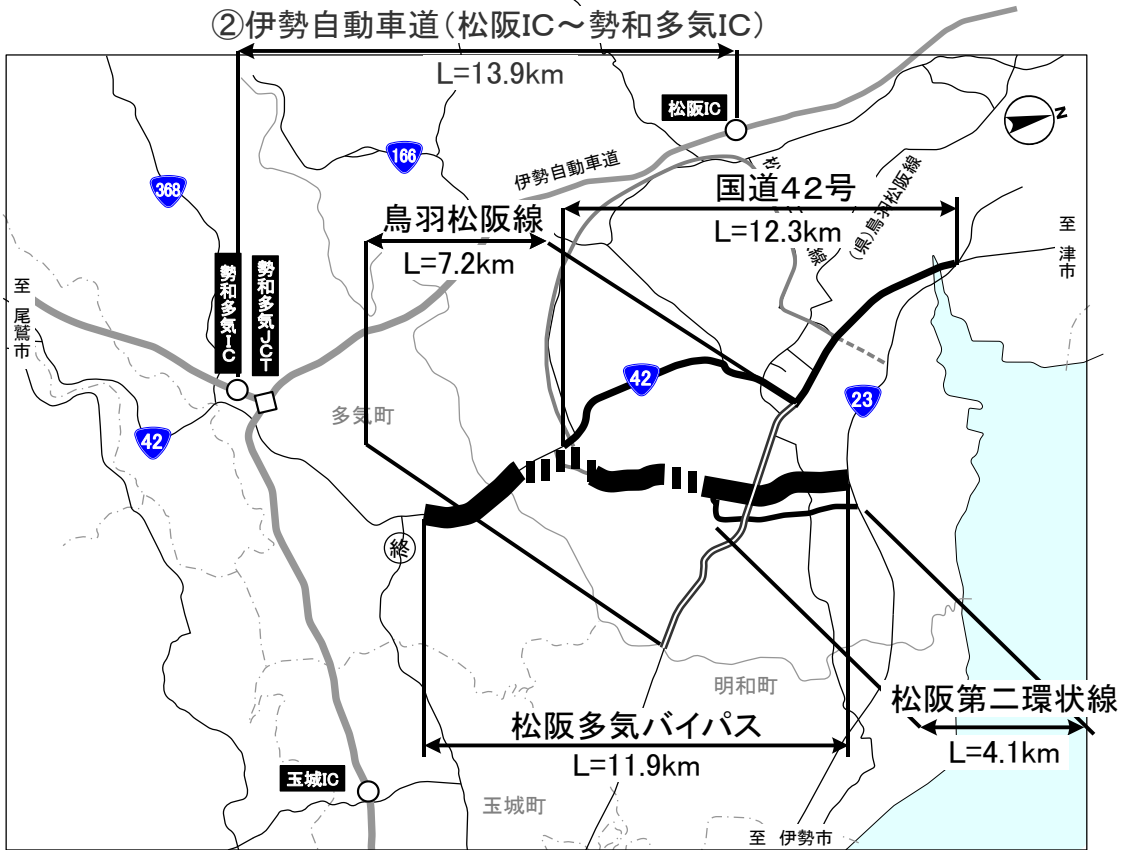 ②伊勢自動車道（松阪IC～勢和多気IC）
L=13.9km
松阪IC
N
166
伊勢自動車道
368
国道42号
L=12.3km
（県）鳥羽松阪線
松
線
鳥羽松阪線
L=7.2km
至 津市
至 尾鷲市
勢和多気IC
勢和多気JCT
42
23
多気町
42
終
明和町
松阪第二環状線
L=4.1km
松阪多気バイパス
L=11.9km
玉城IC
玉城町
至 伊勢市